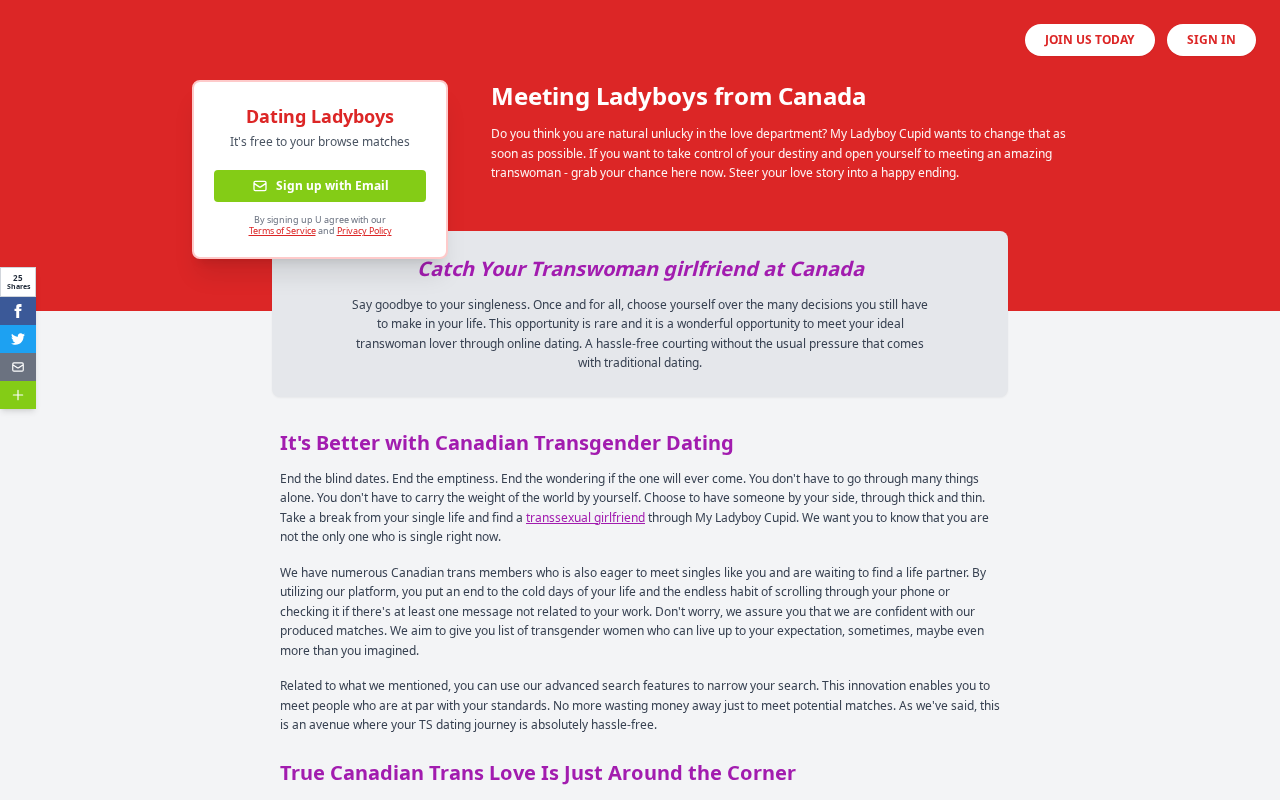 JOIN US TODAY
SIGN IN
Dating Ladyboys
It's free to your browse matches
Sign up with Email
By signing up U agree with our
Terms of Service and Privacy Policy
Meeting Ladyboys from Canada
Do you think you are natural unlucky in the love department? My Ladyboy Cupid wants to change that as
soon as possible. If you want to take control of your destiny and open yourself to meeting an amazing
transwoman - grab your chance here now. Steer your love story into a happy ending.
25
Shares
Catch Your Transwoman girlfriend at Canada
Say goodbye to your singleness. Once and for all, choose yourself over the many decisions you still have
to make in your life. This opportunity is rare and it is a wonderful opportunity to meet your ideal
transwoman lover through online dating. A hassle-free courting without the usual pressure that comes
with traditional dating.
It's Better with Canadian Transgender Dating
End the blind dates. End the emptiness. End the wondering if the one will ever come. You don't have to go through many things
alone. You don't have to carry the weight of the world by yourself. Choose to have someone by your side, through thick and thin.
Take a break from your single life and find a transsexual girlfriend through My Ladyboy Cupid. We want you to know that you are
not the only one who is single right now.
We have numerous Canadian trans members who is also eager to meet singles like you and are waiting to find a life partner. By
utilizing our platform, you put an end to the cold days of your life and the endless habit of scrolling through your phone or
checking it if there's at least one message not related to your work. Don't worry, we assure you that we are confident with our
produced matches. We aim to give you list of transgender women who can live up to your expectation, sometimes, maybe even
more than you imagined.
Related to what we mentioned, you can use our advanced search features to narrow your search. This innovation enables you to
meet people who are at par with your standards. No more wasting money away just to meet potential matches. As we've said, this
is an avenue where your TS dating journey is absolutely hassle-free.
True Canadian Trans Love Is Just Around the Corner